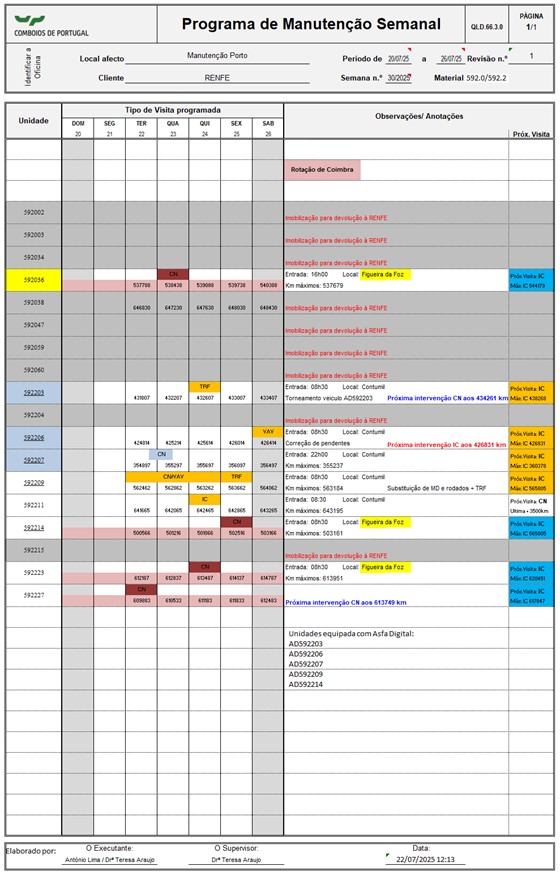 COMBOIOS DE PORTUGAL
Programa de Manutenção Semanal
QLD.66.3.0
PÁGINA
1/1
Identificar a Oficina
Local afecto Manutenção Porto Periodo de 20/07/25 a 26/07/25 Revisão n.º 1
Cliente RENFE Semana n.º 30/2025 Material 592.0/592.2
Unidade Tipo de Visita programada Observações/ Anotações
DOM SEG TER QUA QUI SEX SAB
20 21 22 23 24 25 26 Próx. Visita
Rotação de Coimbra
592002 Imobilização para devolução à RENFE
592003 Imobilização para devolução à RENFE
592034 Imobilização para devolução à RENFE
592036 CN Entrada: 16h00 Local: Figueira da Foz Próx.Visita: IC
537788 538438 539088 539738 540388 Km máximos: 537679 Máx: IC 544179
592038 646830 647230 647630 648030 648430 Imobilização para devolução à RENFE
592047 Imobilização para devolução à RENFE
592059 Imobilização para devolução à RENFE
592060 Imobilização para devolução à RENFE
592203 TRF Entrada: 08h30 Local: Contumil Próx.Visita: IC
431807 432207 432607 433007 433407 Torneamento veiculo AD592203 Próxima intervenção CN aos 434261 km Máx: IC 438268
592204 Imobilização para devolução à RENFE
592206 VAV Entrada: 08h30 Local: Contumil Próx.Visita: IC
424814 425214 425614 426014 426414 Correção de pendentes Próxima intervenção IC aos 426831 km Máx: IC 426831
592207 CN Entrada: 22h00 Local: Contumil Próx.Visita: IC
354897 355297 355697 356097 356497 Km máximos: 355237 Máx: IC 360378
592209 CN/VAV TRF Entrada: 08h30 Local: Contumil Próx.Visita: IC
562462 562862 563262 563662 564062 Km máximos: 563184 Substituição de MD e rodados + TRF Máx: IC 565805
592211 IC Entrada: 08:30 Local: Contumil Próx.Visita: CN
641665 642065 642465 642865 643265 Km máximos: 643195 Ultima + 3500km
592214 CN Entrada: 08h30 Local: Figueira da Foz Próx.Visita: IC
500566 501216 501866 502516 503166 Km máximos: 503161 Máx: IC 565805
592215 Imobilização para devolução à RENFE
592223 CN Entrada: 08h30 Local: Figueira da Foz Próx.Visita: IC
612187 612837 613487 614137 614787 Km máximos: 613951 Máx: IC 620451
592227 CN Próx.Visita: IC
609883 610533 611183 611833 612483 Próxima intervenção CN aos 613749 km Máx: IC 617847
Unidades equipada com Asfa Digital:
AD592203
AD592206
AD592207
AD592209
AD592214
Elaborado por: O Executante: O Supervisor: Data:
António Lima / Drª Teresa Araujo Drª Teresa Araujo 22/07/2025 12:13